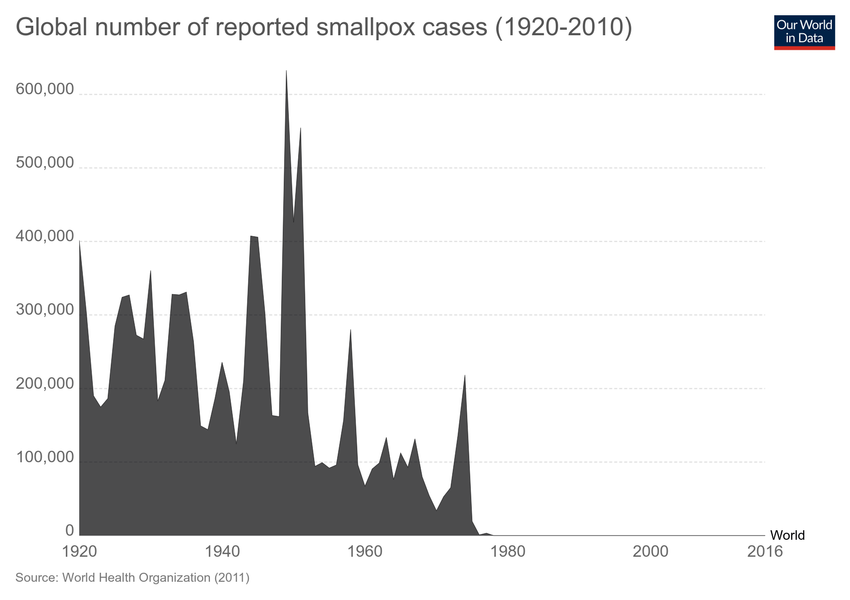 Global number of reported smallpox cases (1920-2010)
Our World
in Data
600,000
500,000
400,000
300,000
200,000
100,000
0
World
1920
1940
1960
1980
2000
2016
Source: World Health Organization (2011)